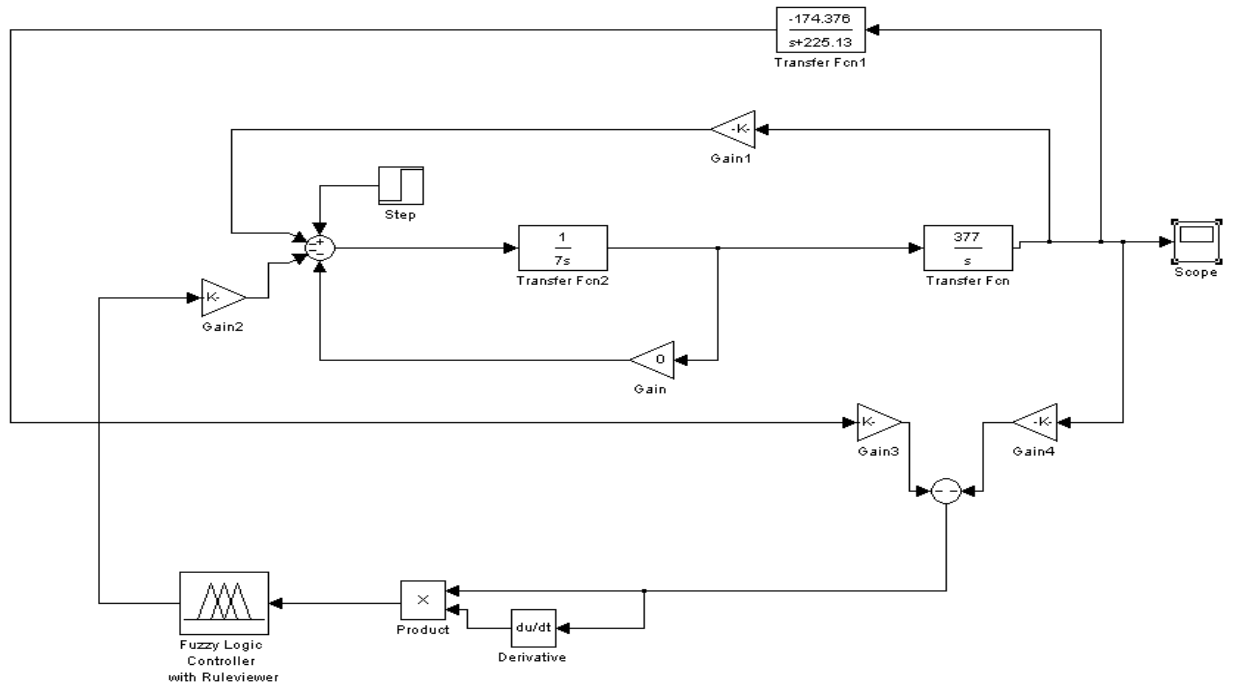 -174.376
s+225.13
Transfer Fcn1
-K-
Gain1
Step
+
-
-
-
1
7s
Transfer Fcn2
377
s
Transfer Fcn
Scope
K-
Gain2
0
Gain
K-
Gain3
-K-
Gain4
- -
X
Product
du/dt
Derivative
Fuzzy Logic
Controller
with Ruleviewer